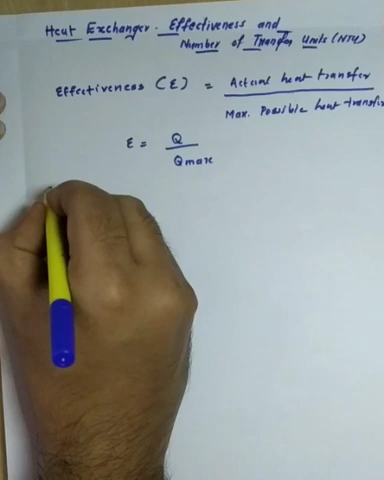 Heat Exchanger - Effectiveness and
Number of Transfer Units (NTU)
Effectiveness (ε) = Actual heat transfer
Max. Possible heat transfer
ε = Q
Qmax